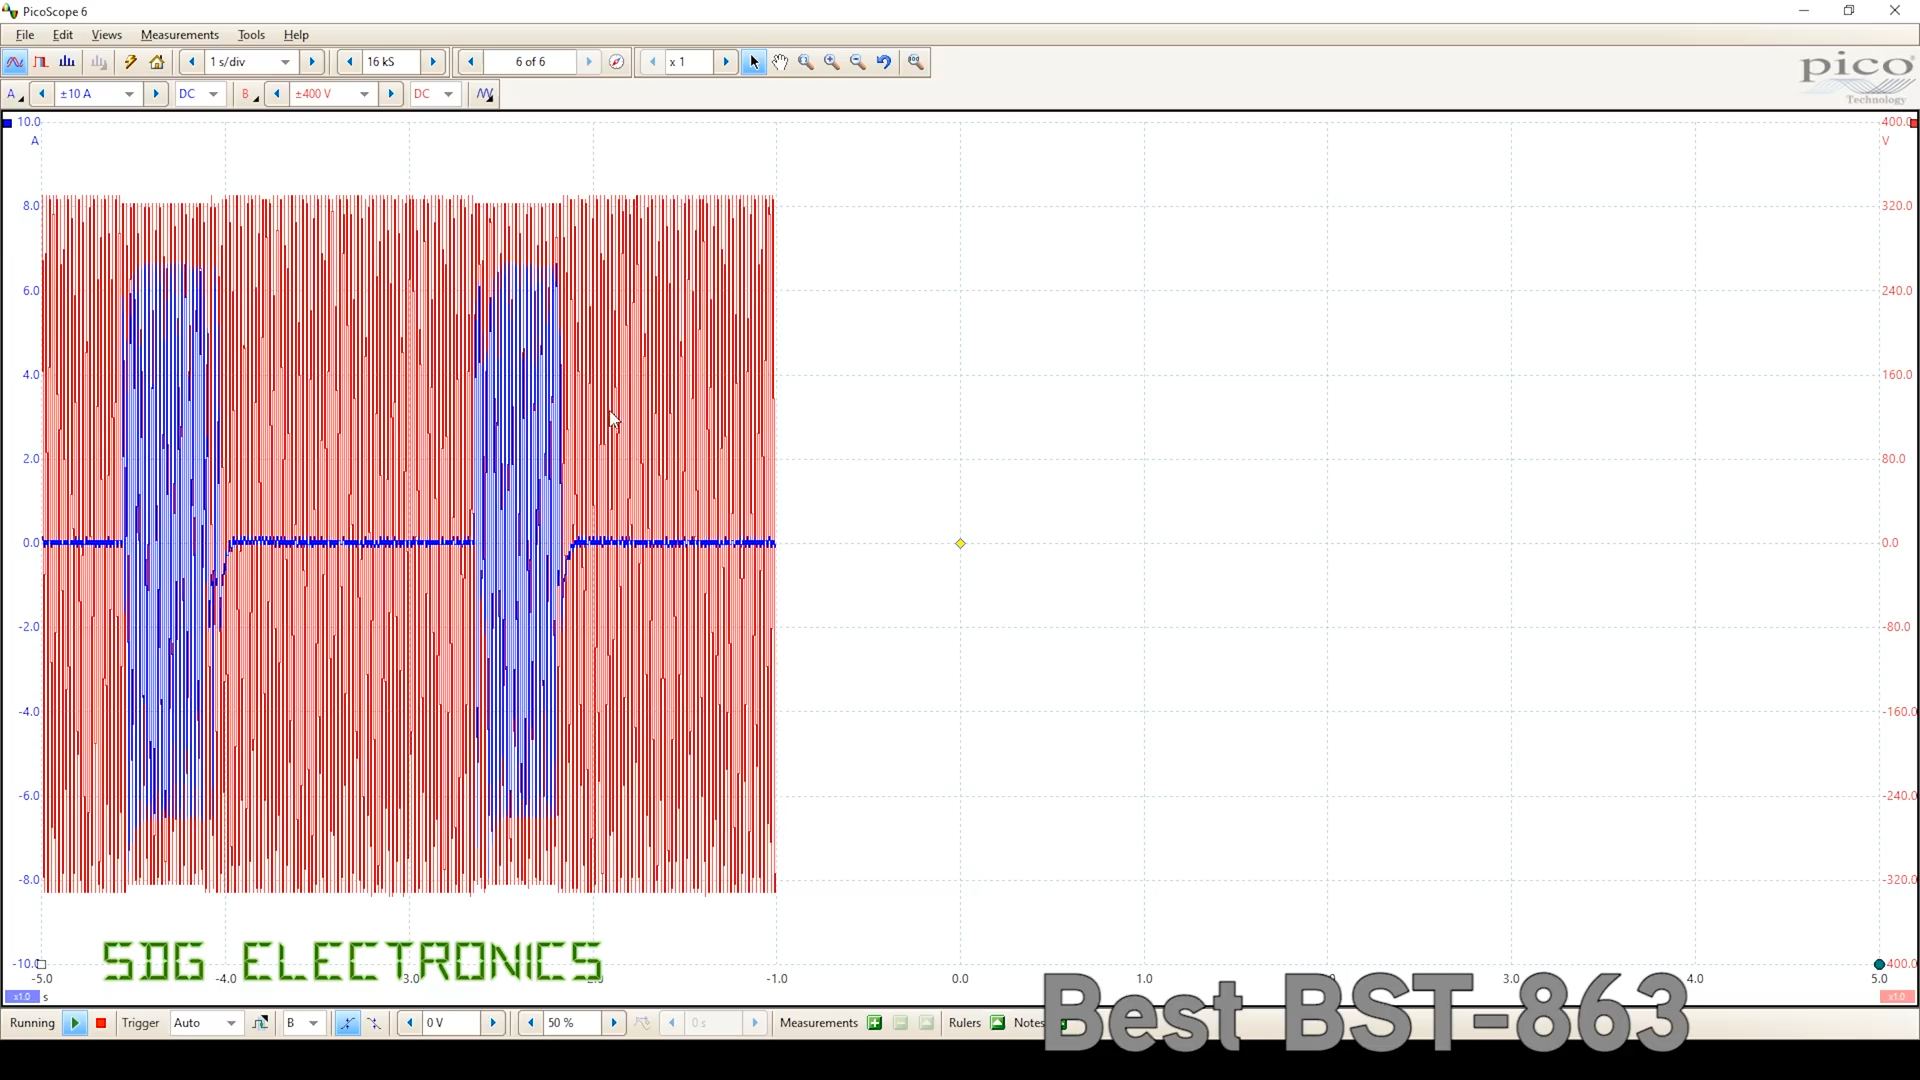 PicoScope 6
File Edit Views Measurements Tools Help
1 s/div 16 kS 6 of 6 x 1
pico
Technology
A ±10 A DC B ±400 V DC
10.0 400.0
A V
8.0 320.0
6.0 240.0
4.0 160.0
2.0 80.0
0.0 0.0
-2.0 -80.0
-4.0 -160.0
-6.0 -240.0
-8.0 -320.0
SDG ELECTRONICS
-10.0 -400.0
-5.0 -4.0 -1.0 0.0 1.0 3.0 4.0 5.0
x1.0 s x1.0
Best BST-863
Running Trigger Auto B 0 V 50 % 0 s Measurements Rulers Notes